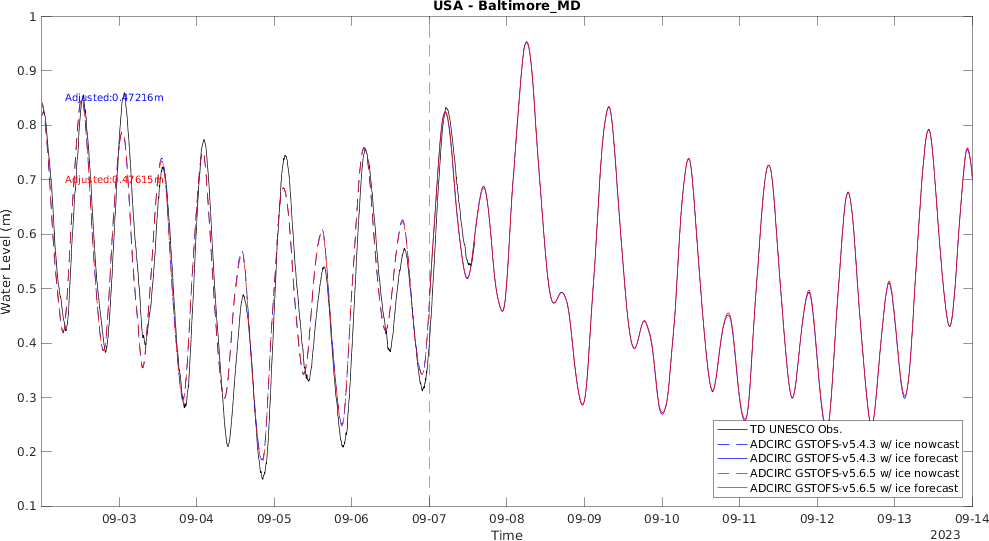 USA - Baltimore_MD
1
0.9
0.8
0.7
0.6
0.5
0.4
0.3
0.2
0.1
Water Level (m)
Adjusted:0.47216m
Adjusted:0.47615m
TD UNESCO Obs.
ADCIRC GSTOFS-v5.4.3 w/ ice nowcast
ADCIRC GSTOFS-v5.4.3 w/ ice forecast
ADCIRC GSTOFS-v5.6.5 w/ ice nowcast
ADCIRC GSTOFS-v5.6.5 w/ ice forecast
09-03 09-04 09-05 09-06 09-07 09-08 09-09 09-10 09-11 09-12 09-13 09-14
Time
2023